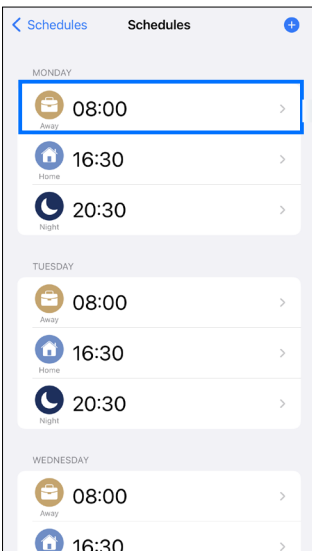 Schedules Schedules
MONDAY
08:00
Away
16:30
Home
20:30
Night
TUESDAY
08:00
Away
16:30
Home
20:30
Night
WEDNESDAY
08:00
Away
16:30